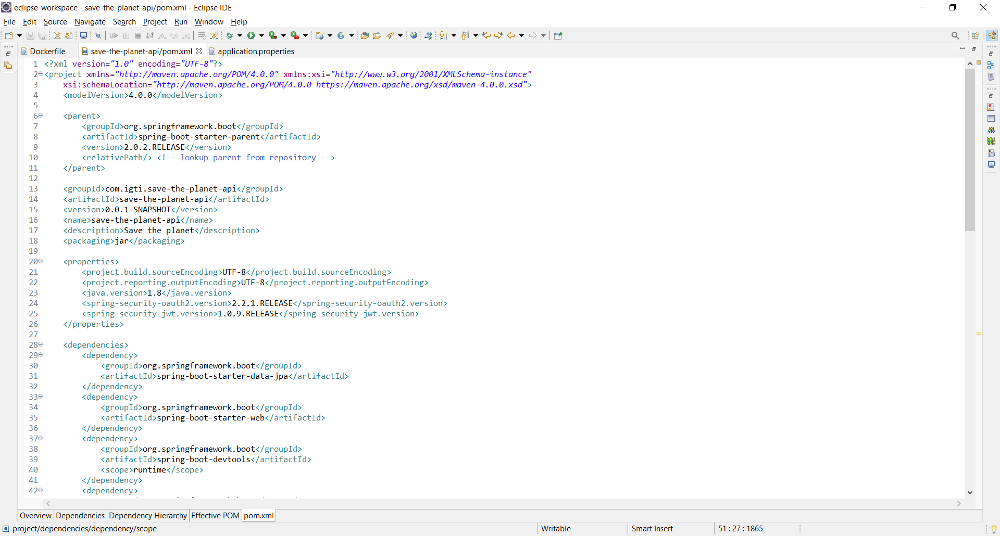 eclipse-workspace - save-the-planet-api/pom.xml - Eclipse IDE
File Edit Source Navigate Search Project Run Window Help
Dockerfile save-the-planet-api/pom.xml application.properties
1 <?xml version="1.0" encoding="UTF-8"?>
2 <project xmlns="http://maven.apache.org/POM/4.0.0" xmlns:xsi="http://www.w3.org/2001/XMLSchema-instance"
3 xsi:schemaLocation="http://maven.apache.org/POM/4.0.0 https://maven.apache.org/xsd/maven-4.0.0.xsd">
4 <modelVersion>4.0.0</modelVersion>
5
6 <parent>
7 <groupId>org.springframework.boot</groupId>
8 <artifactId>spring-boot-starter-parent</artifactId>
9 <version>2.0.2.RELEASE</version>
10 <relativePath/> <!-- lookup parent from repository -->
11 </parent>
12
13 <groupId>com.igti.save-the-planet-api</groupId>
14 <artifactId>save-the-planet-api</artifactId>
15 <version>0.0.1-SNAPSHOT</version>
16 <name>save-the-planet-api</name>
17 <description>Save the planet</description>
18 <packaging>jar</packaging>
19
20 <properties>
21 <project.build.sourceEncoding>UTF-8</project.build.sourceEncoding>
22 <project.reporting.outputEncoding>UTF-8</project.reporting.outputEncoding>
23 <java.version>1.8</java.version>
24 <spring-security-oauth2.version>2.2.1.RELEASE</spring-security-oauth2.version>
25 <spring-security-jwt.version>1.0.9.RELEASE</spring-security-jwt.version>
26 </properties>
27
28 <dependencies>
29 <dependency>
30 <groupId>org.springframework.boot</groupId>
31 <artifactId>spring-boot-starter-data-jpa</artifactId>
32 </dependency>
33 <dependency>
34 <groupId>org.springframework.boot</groupId>
35 <artifactId>spring-boot-starter-web</artifactId>
36 </dependency>
37 <dependency>
38 <groupId>org.springframework.boot</groupId>
39 <artifactId>spring-boot-devtools</artifactId>
40 <scope>runtime</scope>
41 </dependency>
42 <dependency>
Overview Dependencies Dependency Hierarchy Effective POM pom.xml
project/dependencies/dependency/scope Writable Smart Insert 51 : 27 : 1865